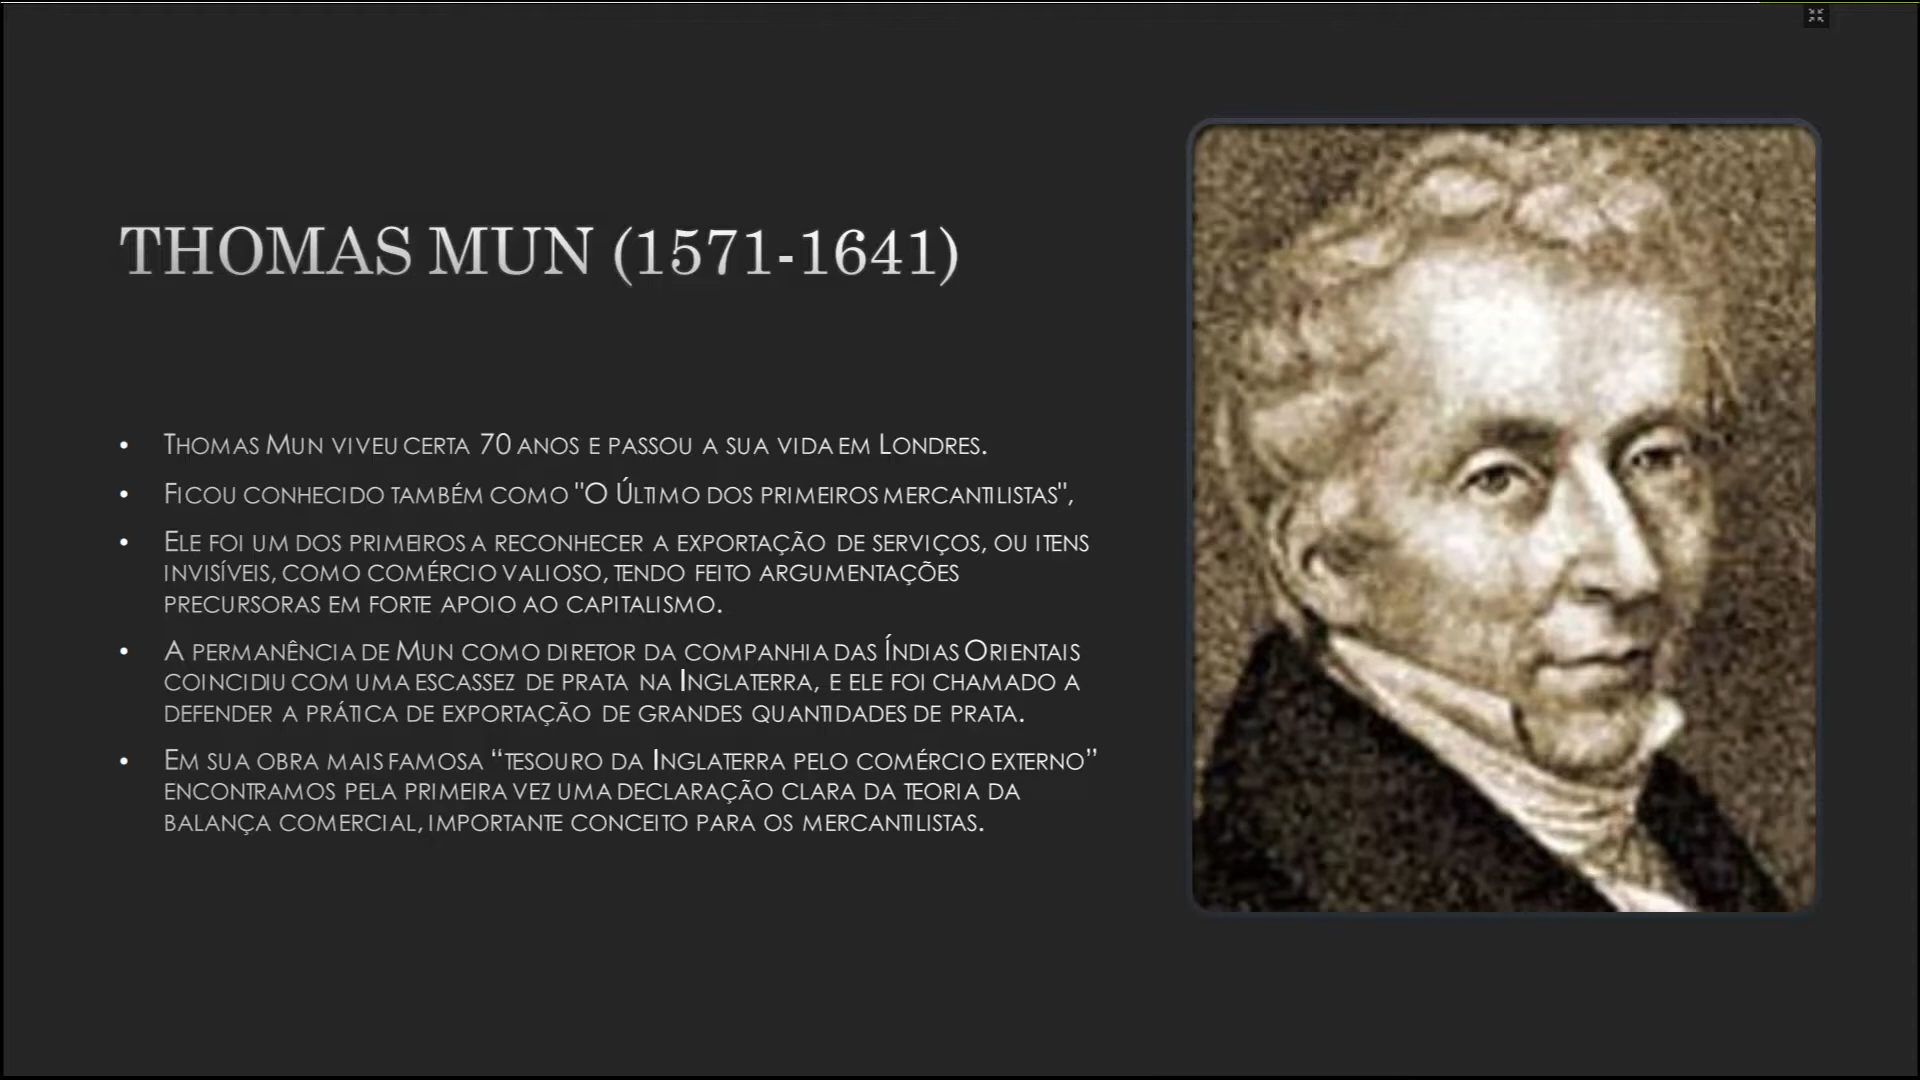 THOMAS MUN (1571-1641)
• Thomas Mun viveu certa 70 anos e passou a sua vida em Londres.
• Ficou conhecido também como "O Último dos primeiros mercantilistas",
• Ele foi um dos primeiros a reconhecer a exportação de serviços, ou itens
invisíveis, como comércio valioso, tendo feito argumentações
precursoras em forte apoio ao capitalismo.
• A permanência de Mun como diretor da companhia das Índias Orientais
coincidiu com uma escassez de prata na Inglaterra, e ele foi chamado a
defender a prática de exportação de grandes quantidades de prata.
• Em sua obra mais famosa “tesouro da Inglaterra pelo comércio externo”
encontramos pela primeira vez uma declaração clara da teoria da
balança comercial, importante conceito para os mercantilistas.